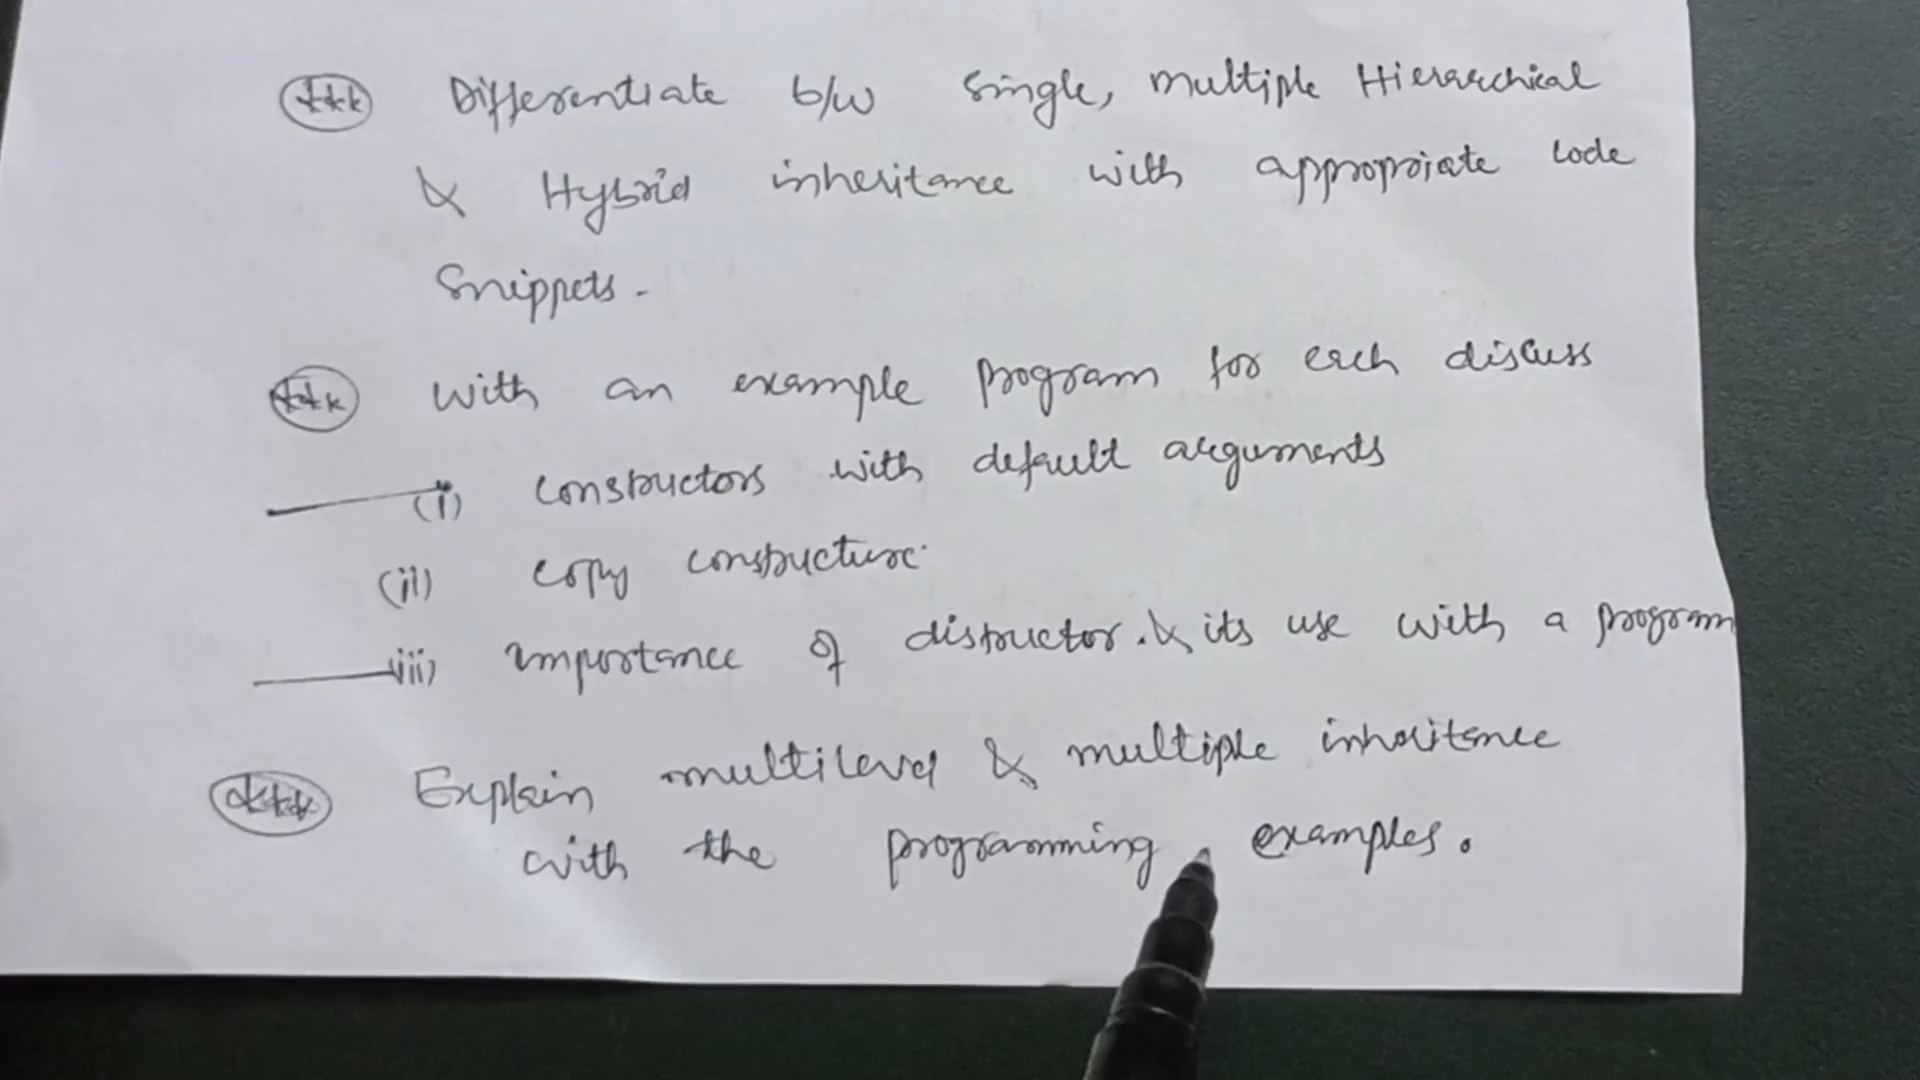 *** Differentiate b/w Single, multiple Hierarchical
& Hybrid inheritance with appropriate code
Snippets.
*** with an example program for each discuss
(i) constructors with default arguments
(ii) copy constructure.
(iii) importance of distructor. & its use with a program
*** Explain multilevel & multiple inheritance
with the programming examples.